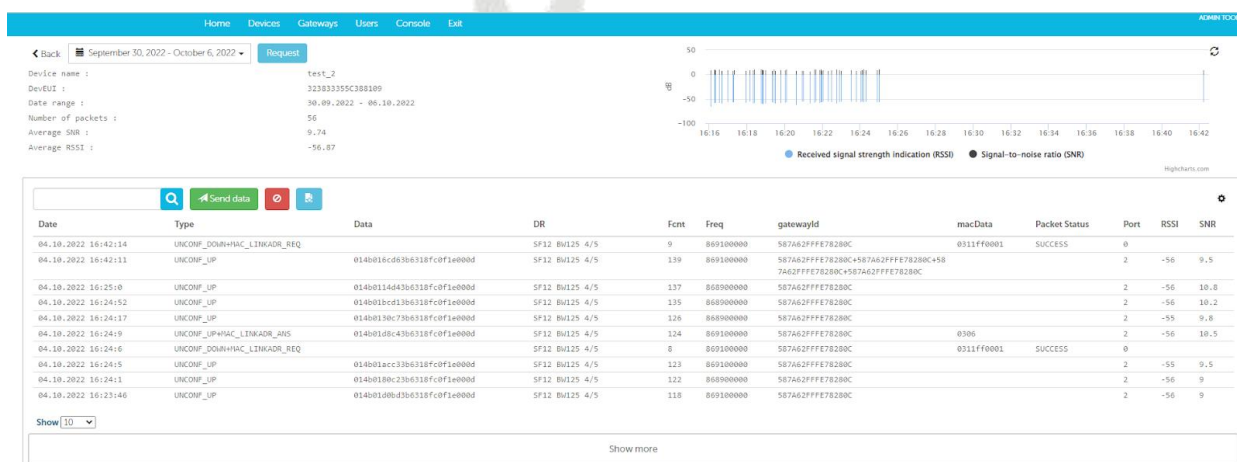 Home Devices Gateways Users Console Exit ADMIN TOO
Back September 30, 2022 - October 6, 2022 Request
Device name : test_2
DevEUI : 323833355C388109
Date range : 30.09.2022 - 06.10.2022
Number of packets : 56
Average SNR : 9.74
Average RSSI : -56.87
50
0
-50
-100
dB
16:16 16:18 16:20 16:22 16:24 16:26 16:28 16:30 16:32 16:34 16:36 16:38 16:40 16:42
Received signal strength indication (RSSI) Signal-to-noise ratio (SNR)
Highcharts.com
Send data
Date Type Data DR Fcnt Freq gatewayId macData Packet Status Port RSSI SNR
04.10.2022 16:42:14 UNCONF_DOWN+MAC_LINKADR_REQ SF12 BW125 4/5 9 869100000 587A62FFFE78280C 0311ff0001 SUCCESS 0
04.10.2022 16:42:11 UNCONF_UP 014b016cd63b6318fc0f1e000d SF12 BW125 4/5 139 869100000 587A62FFFE78280C+587A62FFFE78280C+58 2 -56 9.5
7A62FFFE78280C+587A62FFFE78280C
04.10.2022 16:25:0 UNCONF_UP 014b0114d43b6318fc0f1e000d SF12 BW125 4/5 137 868900000 587A62FFFE78280C 2 -56 10.8
04.10.2022 16:24:52 UNCONF_UP 014b01bcd13b6318fc0f1e000d SF12 BW125 4/5 135 868900000 587A62FFFE78280C 2 -56 10.2
04.10.2022 16:24:17 UNCONF_UP 014b0130c73b6318fc0f1e000d SF12 BW125 4/5 126 868900000 587A62FFFE78280C 2 -55 9.8
04.10.2022 16:24:9 UNCONF_UP+MAC_LINKADR_ANS 014b01d8c43b6318fc0f1e000d SF12 BW125 4/5 124 869100000 587A62FFFE78280C 0306 2 -56 10.5
04.10.2022 16:24:6 UNCONF_DOWN+MAC_LINKADR_REQ SF12 BW125 4/5 8 869100000 587A62FFFE78280C 0311ff0001 SUCCESS 0
04.10.2022 16:24:5 UNCONF_UP 014b01acc33b6318fc0f1e000d SF12 BW125 4/5 123 869100000 587A62FFFE78280C 2 -55 9.5
04.10.2022 16:24:1 UNCONF_UP 014b0180c23b6318fc0f1e000d SF12 BW125 4/5 122 868900000 587A62FFFE78280C 2 -56 9
04.10.2022 16:23:46 UNCONF_UP 014b01d0bd3b6318fc0f1e000d SF12 BW125 4/5 118 869100000 587A62FFFE78280C 2 -56 9
Show 10
Show more